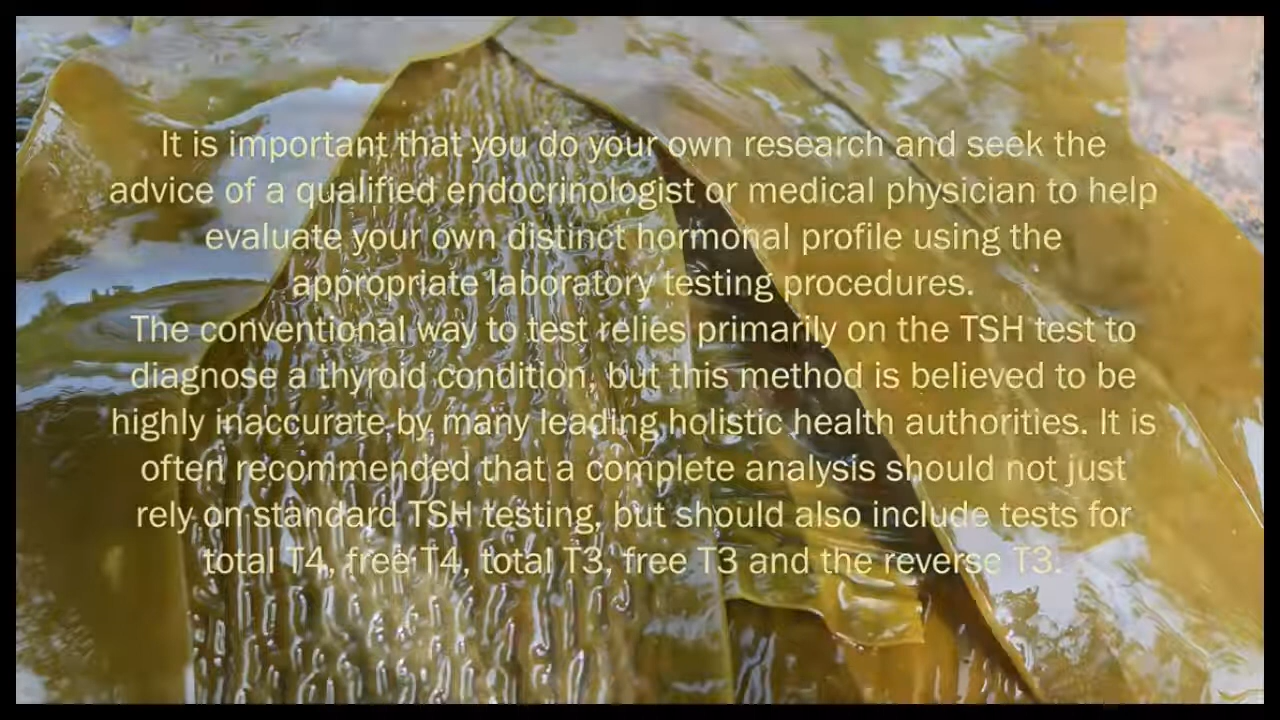 It is important that you do your own research and seek the
advice of a qualified endocrinologist or medical physician to help
evaluate your own distinct hormonal profile using the
appropriate laboratory testing procedures.
The conventional way to test relies primarily on the TSH test to
diagnose a thyroid condition, but this method is believed to be
highly inaccurate by many leading holistic health authorities. It is
often recommended that a complete analysis should not just
rely on standard TSH testing, but should also include tests for
total T4, free T4, total T3, free T3 and the reverse T3.